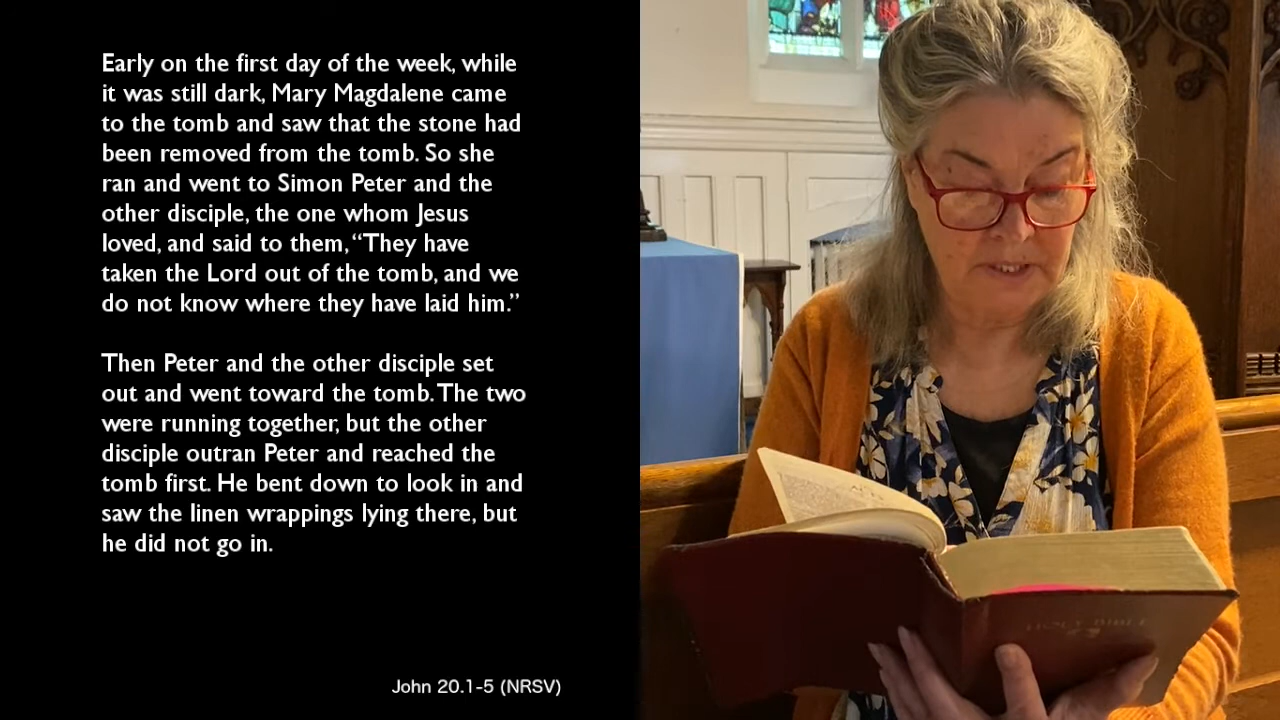 Early on the first day of the week, while
it was still dark, Mary Magdalene came
to the tomb and saw that the stone had
been removed from the tomb. So she
ran and went to Simon Peter and the
other disciple, the one whom Jesus
loved, and said to them, “They have
taken the Lord out of the tomb, and we
do not know where they have laid him.”
Then Peter and the other disciple set
out and went toward the tomb. The two
were running together, but the other
disciple outran Peter and reached the
tomb first. He bent down to look in and
saw the linen wrappings lying there, but
he did not go in.
John 20.1-5 (NRSV)
HOLY BIBLE